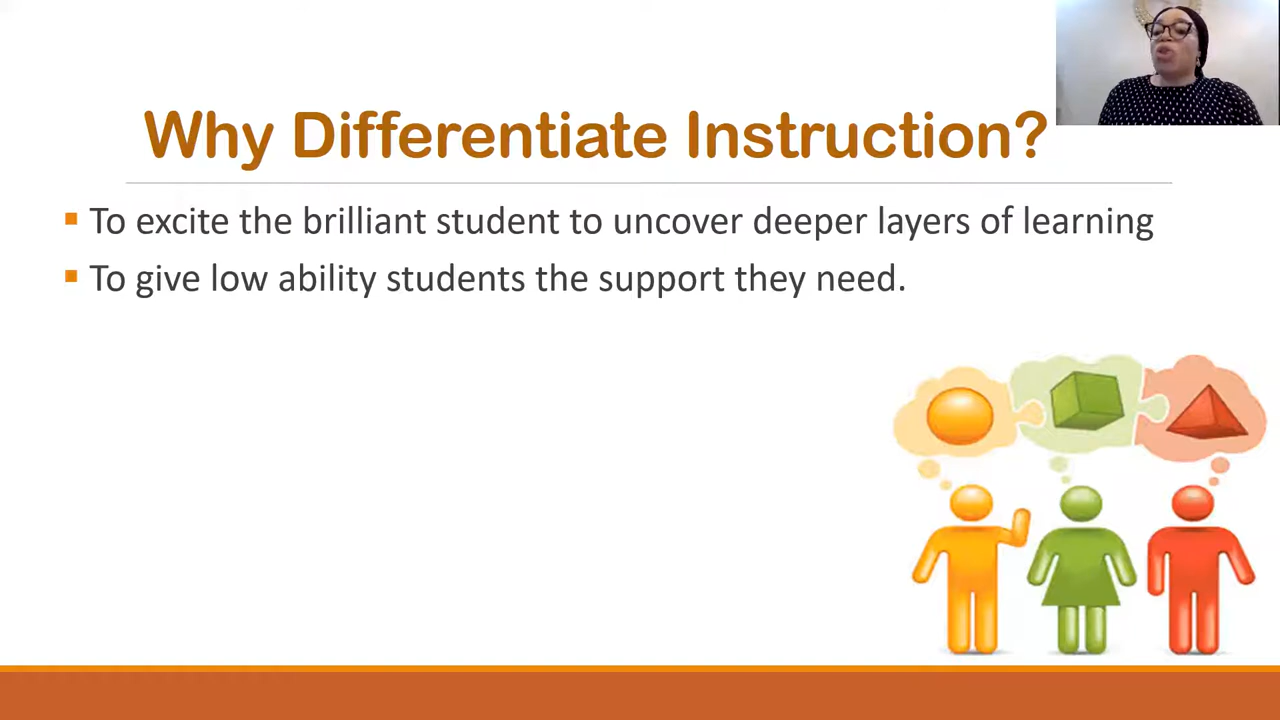 Why Differentiate Instruction?
To excite the brilliant student to uncover deeper layers of learning
To give low ability students the support they need.